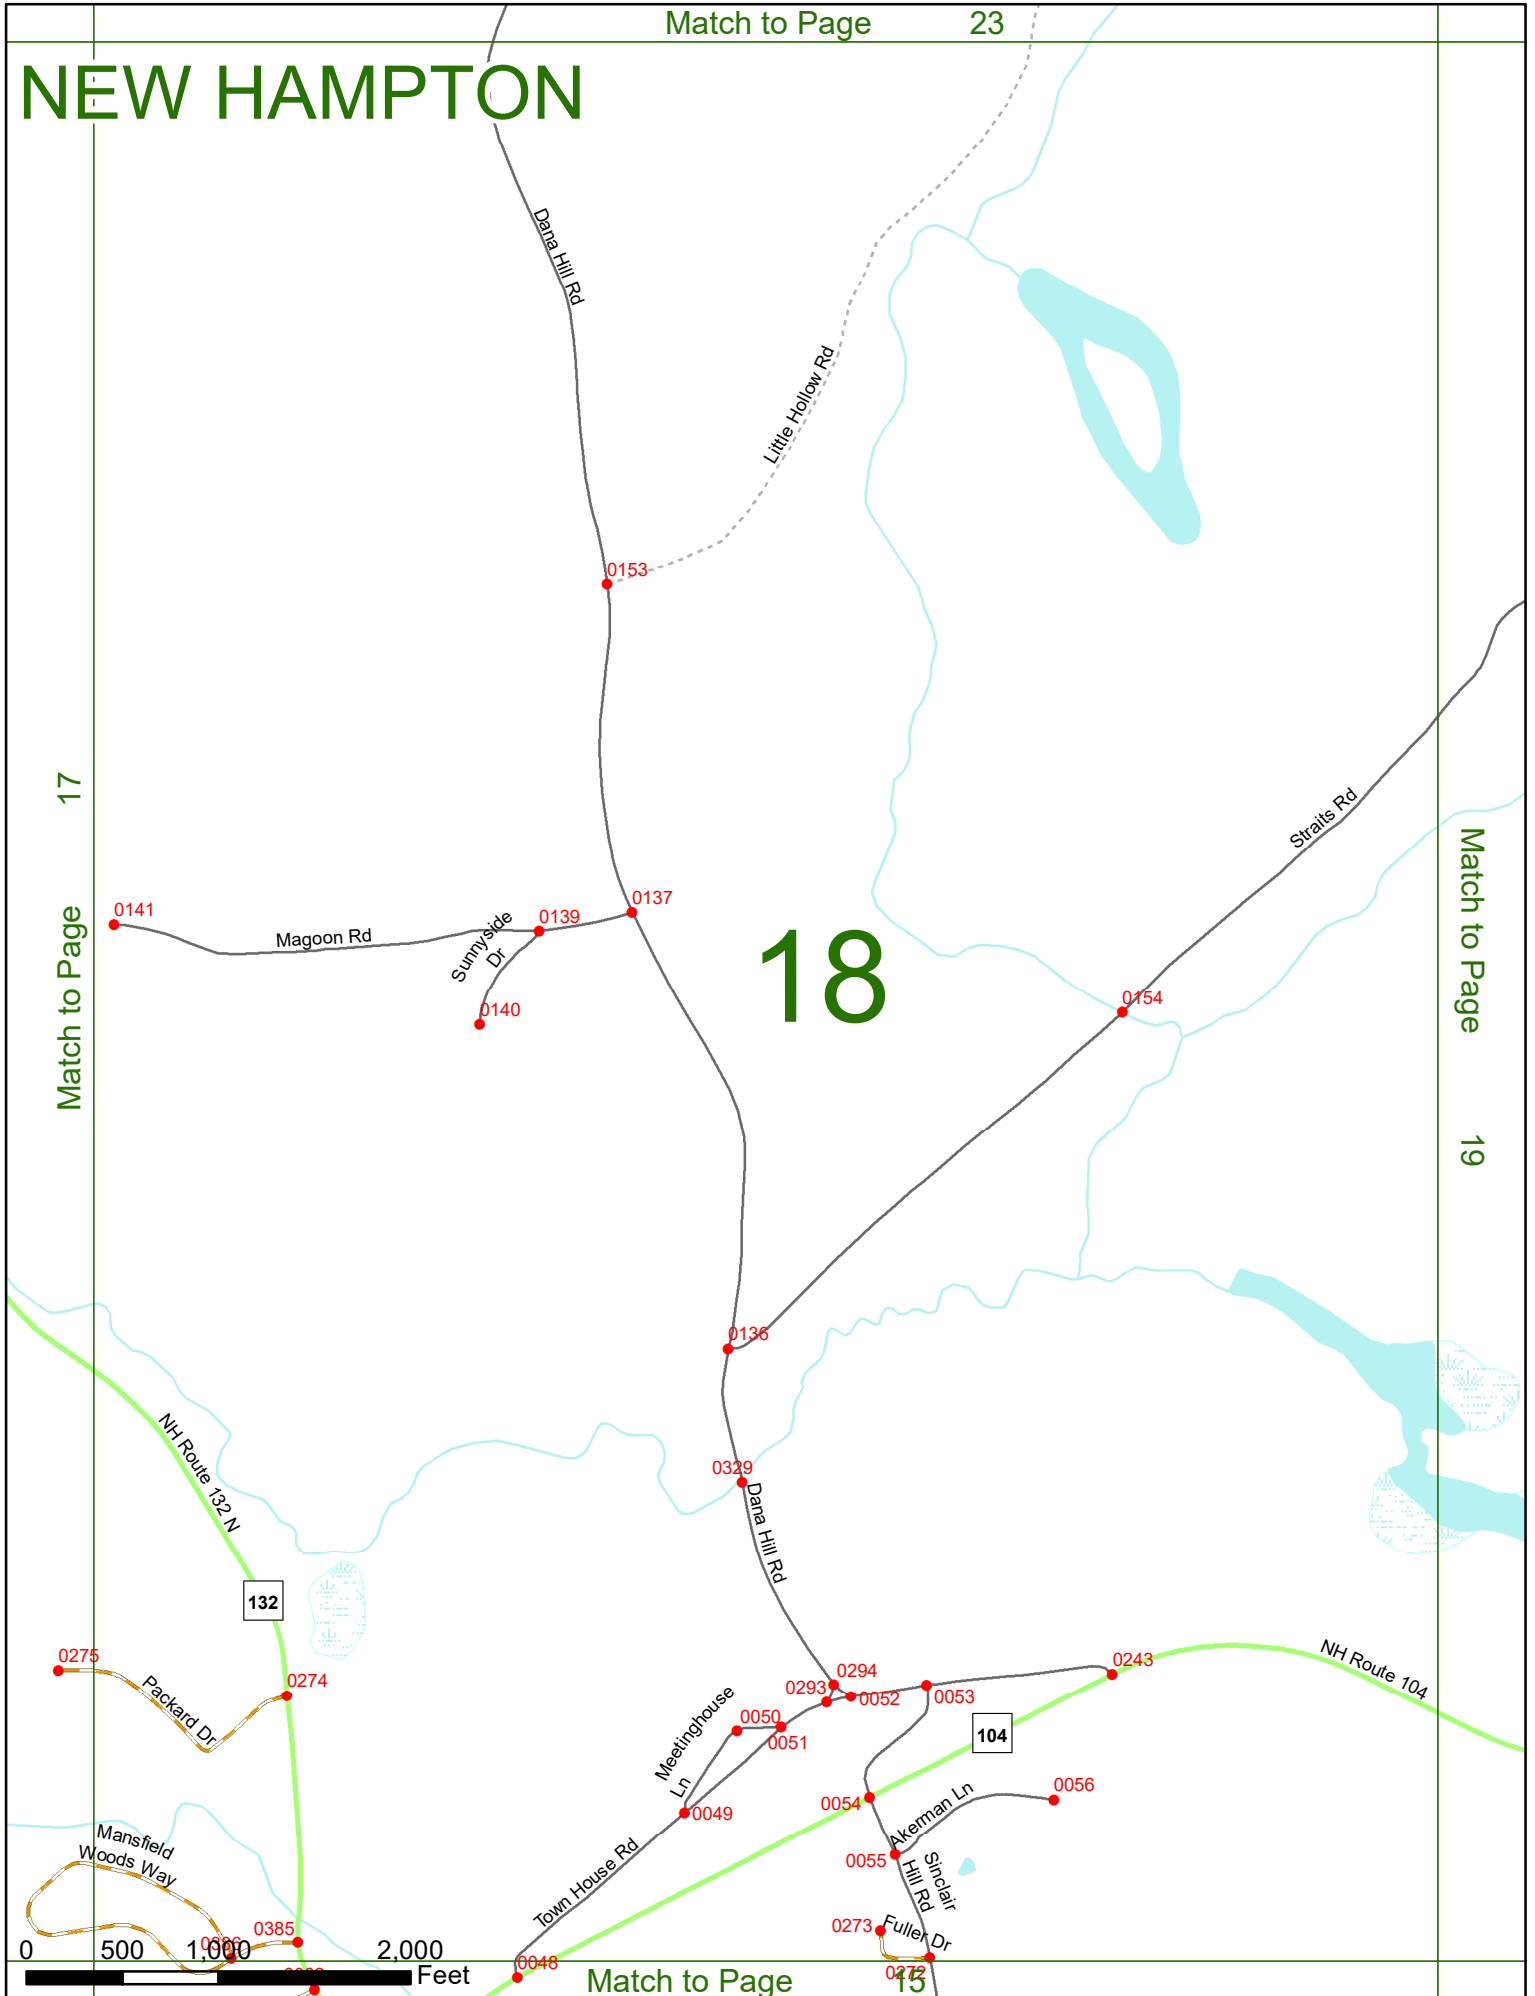 Match to Page 23
NEW HAMPTON
Dana Hill Rd
Little Hollow Rd
0153
17
Match to Page
Straits Rd
Match to Page
19
0141
Magoon Rd
Sunnyside
Dr
0139
0137
0140
18
0154
0136
NH Route 132 N
0329
Dana Hill Rd
132
0275
Packard Dr
0274
0294
0293
0052
0053
0243
NH Route 104
104
Meetinghouse
Ln
0050
0051
0049
0054
Akerman Ln
0056
0055
Sinclair
Hill Rd
Mansfield
Woods Way
Town House Rd
0385
0386
0273
Fuller Dr
0272
0048
0 500 1,000 2,000
Feet
Match to Page 15